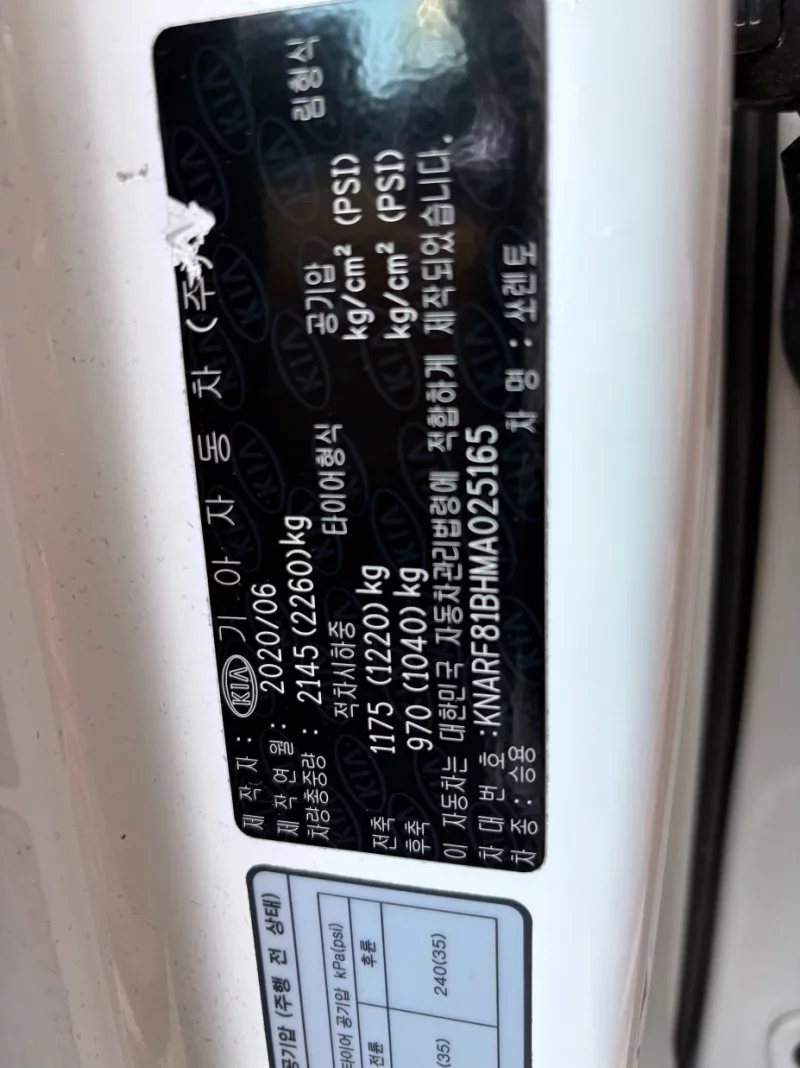 제 작 자 : KIA 기 아 자 동 차 (주)
제 작 연 월 : 2020/06
차량총중량 : 2145(2260)kg
적차시하중 타이어형식 공기압 림형식
전축 1175 (1220)kg kg/cm² (PSI)
후축 970 (1040)kg kg/cm² (PSI)
이 자동차는 대한민국 자동차관리법령에 적합하게 제작되었습니다.
차 대 번 호 :KNARF81BHMA025165
차 종 : 승용 차 명 : 쏘렌토
공기압 (주행 전 상태)
타이어 공기압 kPa(psi)
전륜 후륜
(35) 240(35)